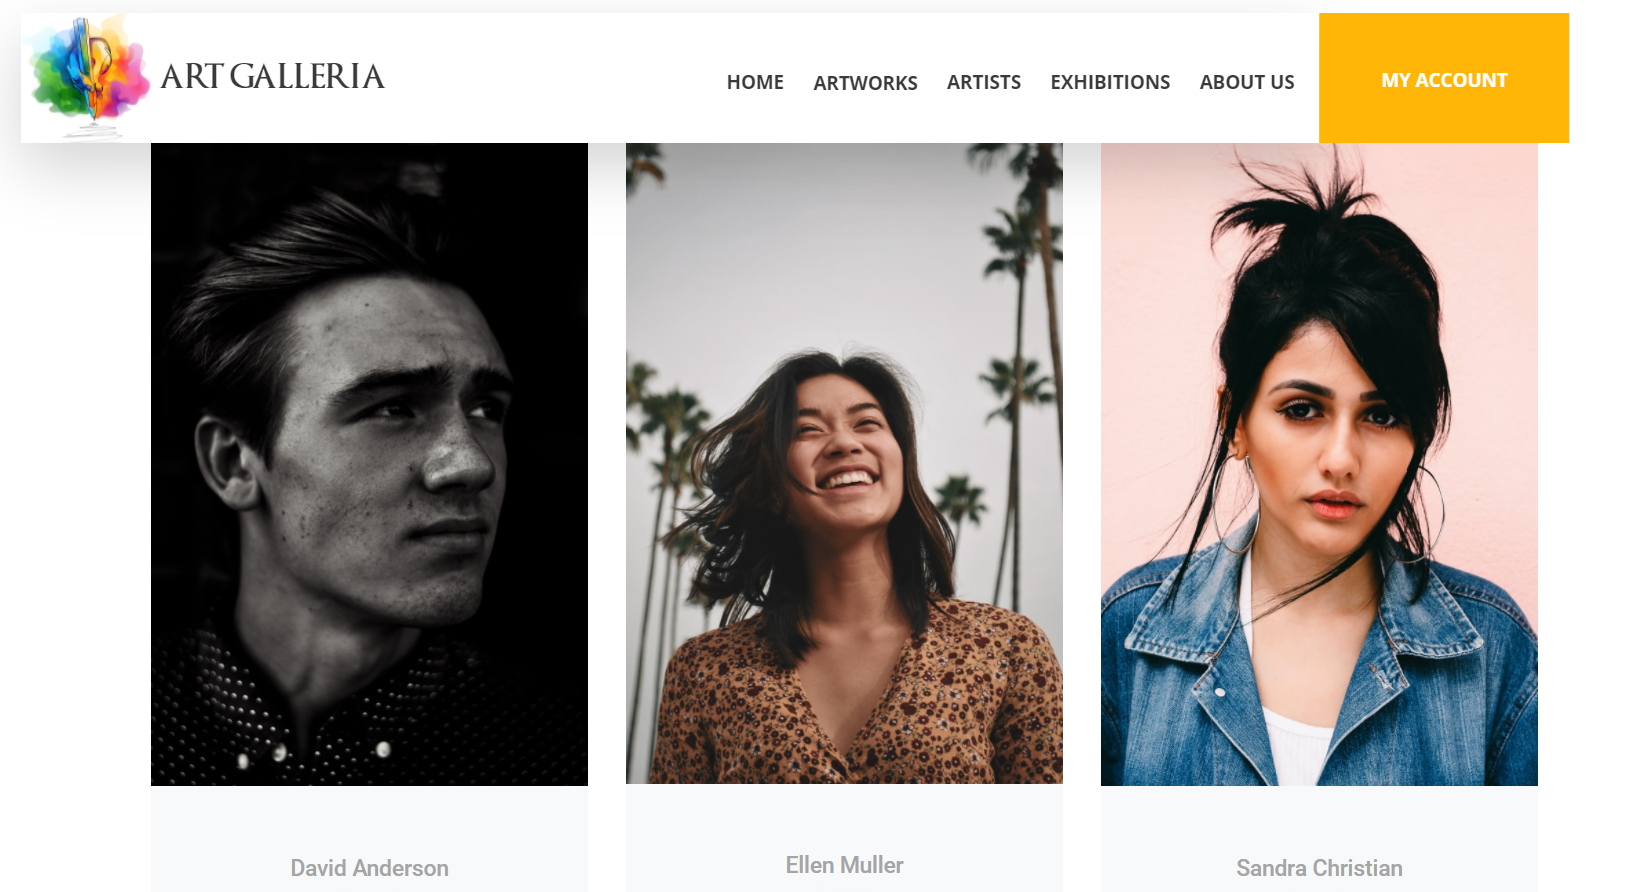 ART GALLERIA
HOME ARTWORKS ARTISTS EXHIBITIONS ABOUT US MY ACCOUNT
David Anderson
Ellen Muller
Sandra Christian